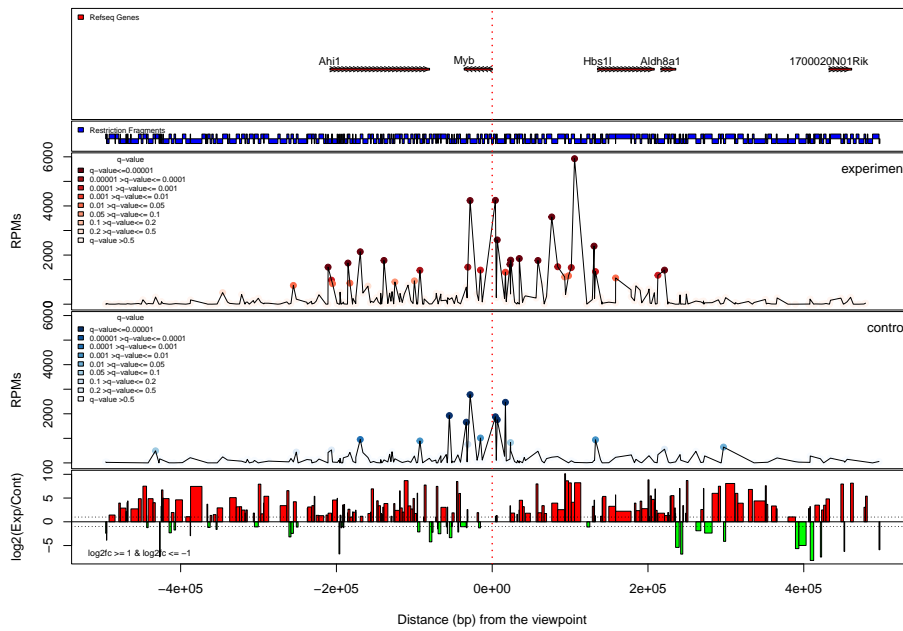 Refseq Genes
Ahi1
Myb
Hbs1l
Aldh8a1
1700020N01Rik
Restriction Fragments
RPMs
0 2000 4000 6000
experimen
q-value
q-value<=0.00001
0.00001 >q-value<= 0.0001
0.0001 >q-value<= 0.001
0.001 >q-value<= 0.01
0.01 >q-value<= 0.05
0.05 >q-value<= 0.1
0.1 >q-value<= 0.2
0.2 >q-value<= 0.5
q-value >0.5
RPMs
2000 4000 6000
contro
q-value
q-value<=0.00001
0.00001 >q-value<= 0.0001
0.0001 >q-value<= 0.001
0.001 >q-value<= 0.01
0.01 >q-value<= 0.05
0.05 >q-value<= 0.1
0.1 >q-value<= 0.2
0.2 >q-value<= 0.5
q-value >0.5
log2(Exp/Cont)
−5 0 5
log2fc >= 1 & log2fc <= −1
−4e+05 −2e+05 0e+00 2e+05 4e+05
Distance (bp) from the viewpoint